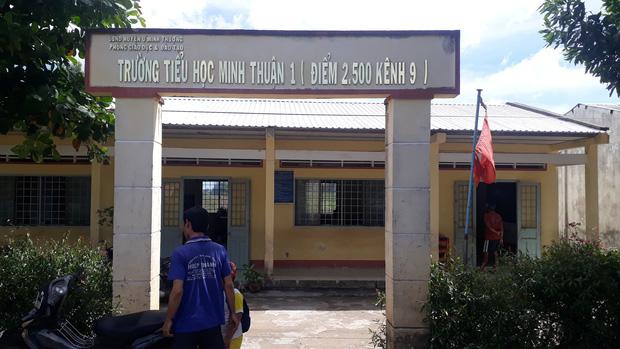 UBND HUYỆN U MINH THƯỢNG
PHÒNG GIÁO DỤC & ĐÀO TẠO
TRƯỜNG TIỂU HỌC MINH THUẬN 1 ( ĐIỂM 2.500 KÊNH 9 )